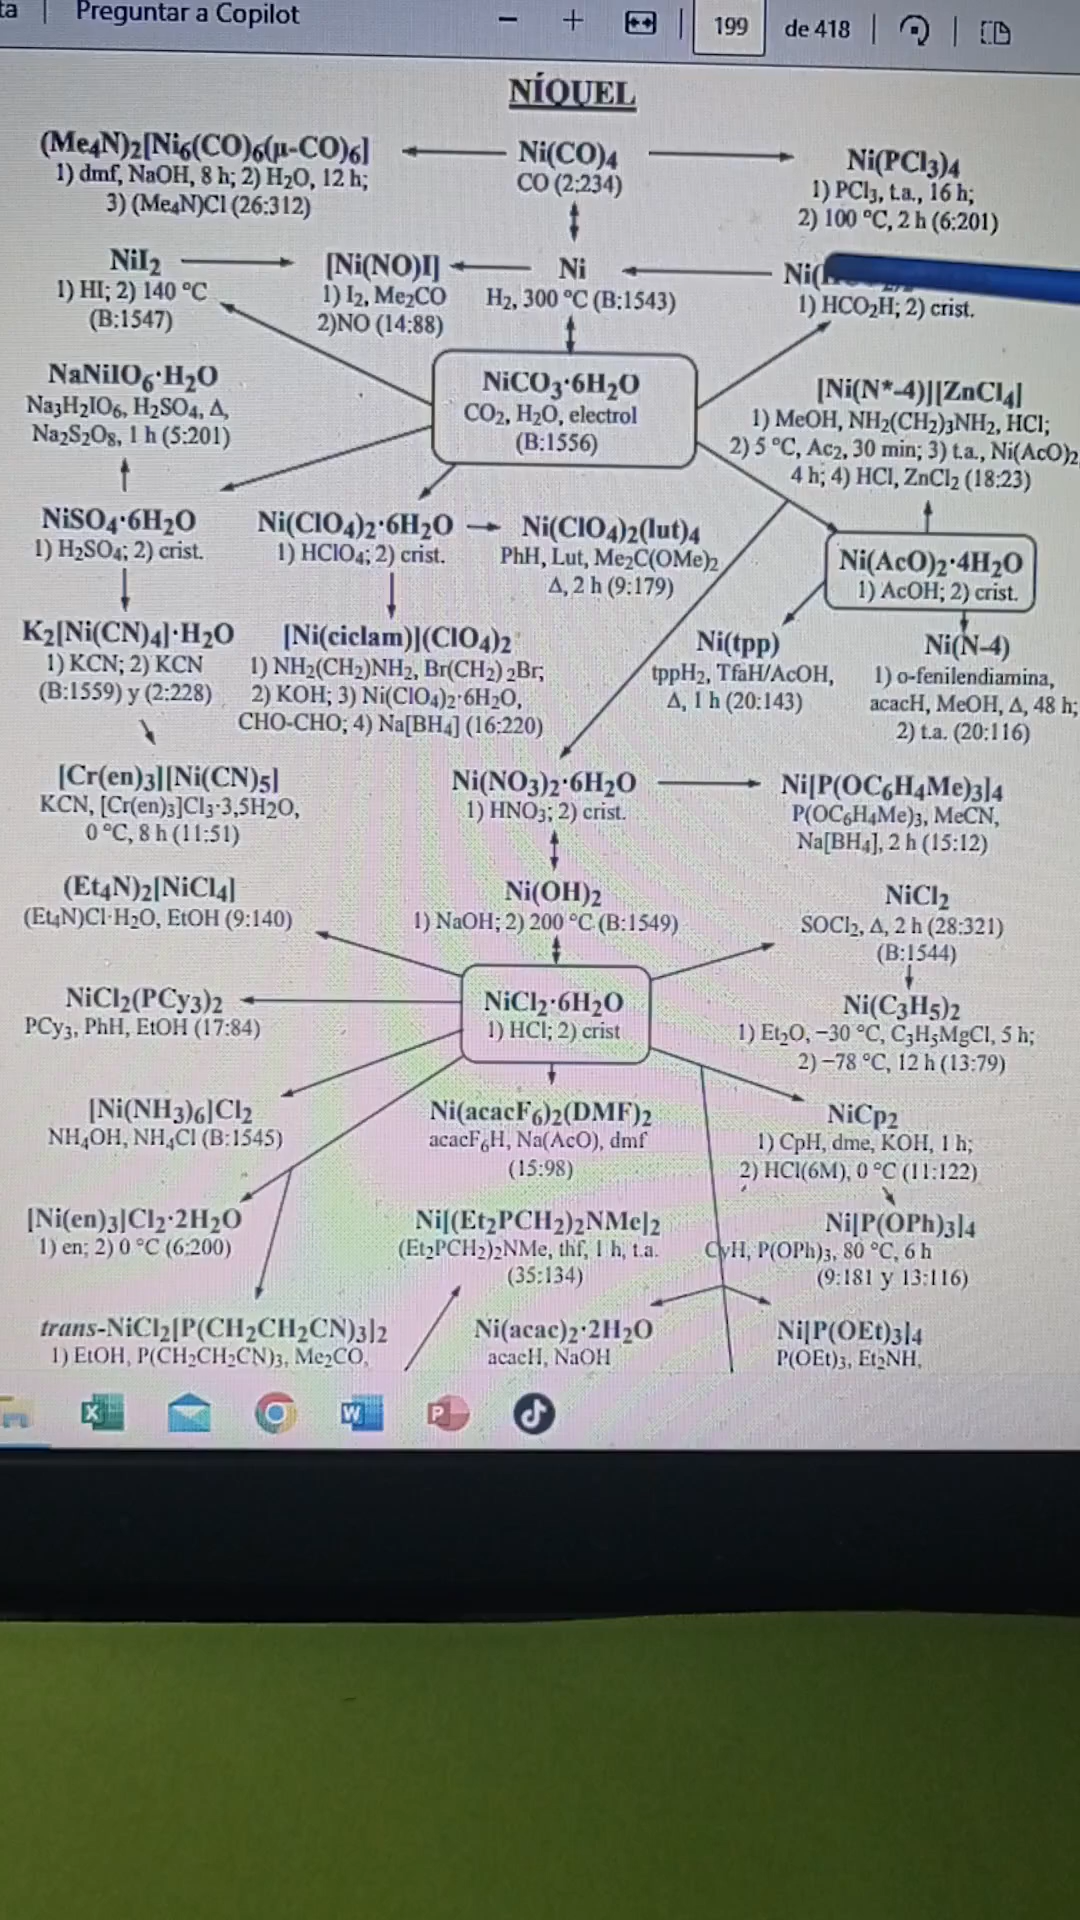 ta | Preguntar a Copilot
199 de 418
NÍQUEL
(Me4N)2[Ni6(CO)6(µ-CO)6]
1) dmf, NaOH, 8 h; 2) H2O, 12 h;
3) (Me4N)Cl (26:312)
Ni(CO)4
CO (2:234)
Ni(PCl3)4
1) PCl3, t.a., 16 h;
2) 100 °C, 2 h (6:201)
NiI2
1) HI; 2) 140 °C
(B:1547)
[Ni(NO)I]
1) I2, Me2CO
2)NO (14:88)
Ni
H2, 300 °C (B:1543)
Ni(
1) HCO2H; 2) crist.
NiCO3·6H2O
CO2, H2O, electrol
(B:1556)
NaNiIO6·H2O
Na3H2IO6, H2SO4, Δ,
Na2S2O8, 1 h (5:201)
[Ni(N*-4)][ZnCl4]
1) MeOH, NH2(CH2)3NH2, HCl;
2) 5 °C, Ac2, 30 min; 3) t.a., Ni(AcO)2
4 h; 4) HCl, ZnCl2 (18:23)
NiSO4·6H2O
1) H2SO4; 2) crist.
Ni(ClO4)2·6H2O
1) HClO4; 2) crist.
Ni(ClO4)2(lut)4
PhH, Lut, Me2C(OMe)2
Δ, 2 h (9:179)
Ni(AcO)2·4H2O
1) AcOH; 2) crist.
K2[Ni(CN)4]·H2O
1) KCN; 2) KCN
(B:1559) y (2:228)
[Ni(ciclam)](ClO4)2
1) NH2(CH2)NH2, Br(CH2)2Br;
2) KOH; 3) Ni(ClO4)2·6H2O,
CHO-CHO; 4) Na[BH4] (16:220)
Ni(tpp)
tppH2, TfaH/AcOH,
Δ, 1 h (20:143)
Ni(N-4)
1) o-fenilendiamina,
acacH, MeOH, Δ, 48 h;
2) t.a. (20:116)
[Cr(en)3][Ni(CN)5]
KCN, [Cr(en)3]Cl3·3,5H2O,
0 °C, 8 h (11:51)
Ni(NO3)2·6H2O
1) HNO3; 2) crist.
Ni[P(OC6H4Me)3]4
P(OC6H4Me)3, MeCN,
Na[BH4], 2 h (15:12)
(Et4N)2[NiCl4]
(Et4N)Cl·H2O, EtOH (9:140)
Ni(OH)2
1) NaOH; 2) 200 °C (B:1549)
NiCl2
SOCl2, Δ, 2 h (28:321)
(B:1544)
NiCl2(PCy3)2
PCy3, PhH, EtOH (17:84)
NiCl2·6H2O
1) HCl; 2) crist
Ni(C3H5)2
1) Et2O, −30 °C, C3H5MgCl, 5 h;
2) −78 °C, 12 h (13:79)
[Ni(NH3)6]Cl2
NH4OH, NH4Cl (B:1545)
Ni(acacF6)2(DMF)2
acacF6H, Na(AcO), dmf
(15:98)
NiCp2
1) CpH, dme, KOH, 1 h;
2) HCl(6M), 0 °C (11:122)
[Ni(en)3]Cl2·2H2O
1) en; 2) 0 °C (6:200)
Ni[(Et2PCH2)2NMe]2
(Et2PCH2)2NMe, thf, 1 h, t.a.
(35:134)
Ni[P(OPh)3]4
CyH, P(OPh)3, 80 °C, 6 h
(9:181 y 13:116)
trans-NiCl2[P(CH2CH2CN)3]2
1) EtOH, P(CH2CH2CN)3, Me2CO,
Ni(acac)2·2H2O
acacH, NaOH
Ni[P(OEt)3]4
P(OEt)3, Et2NH,
X
W
P